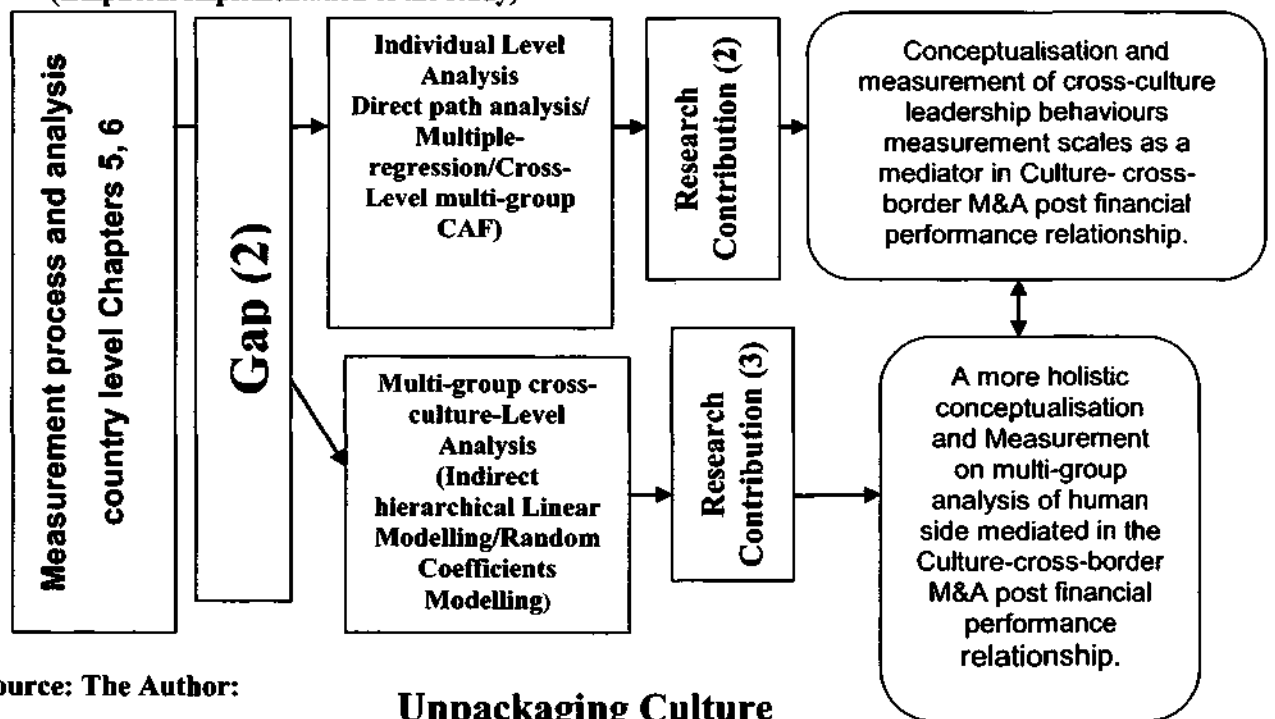 Measurement process and analysis
country level Chapters 5, 6
Gap (2)
Individual Level
Analysis
Direct path analysis/
Multiple-
regression/Cross-
Level multi-group
CAF)
Research
Contribution (2)
Conceptualisation and
measurement of cross-culture
leadership behaviours
measurement scales as a
mediator in Culture- cross-
border M&A post financial
performance relationship.
Multi-group cross-
culture-Level
Analysis
(Indirect
hierarchical Linear
Modelling/Random
Coefficients
Modelling)
Research
Contribution (3)
A more holistic
conceptualisation
and Measurement
on multi-group
analysis of human
side mediated in the
Culture-cross-border
M&A post financial
performance
relationship.
ource: The Author:
Unpackaging Culture